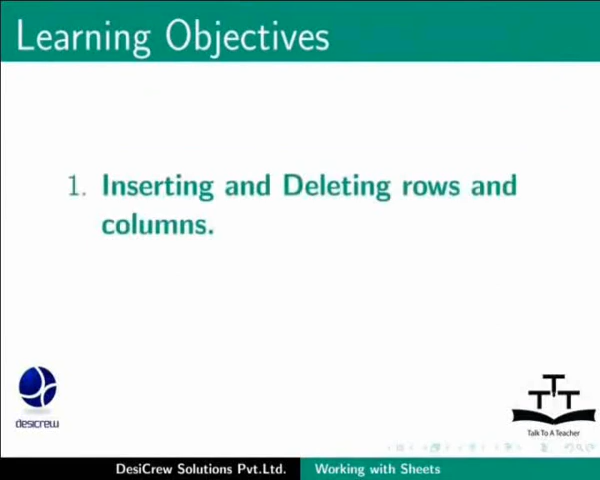 Learning Objectives
1. Inserting and Deleting rows and
columns.
desicrew
TTT
Talk To A Teacher
DesiCrew Solutions Pvt.Ltd. Working with Sheets